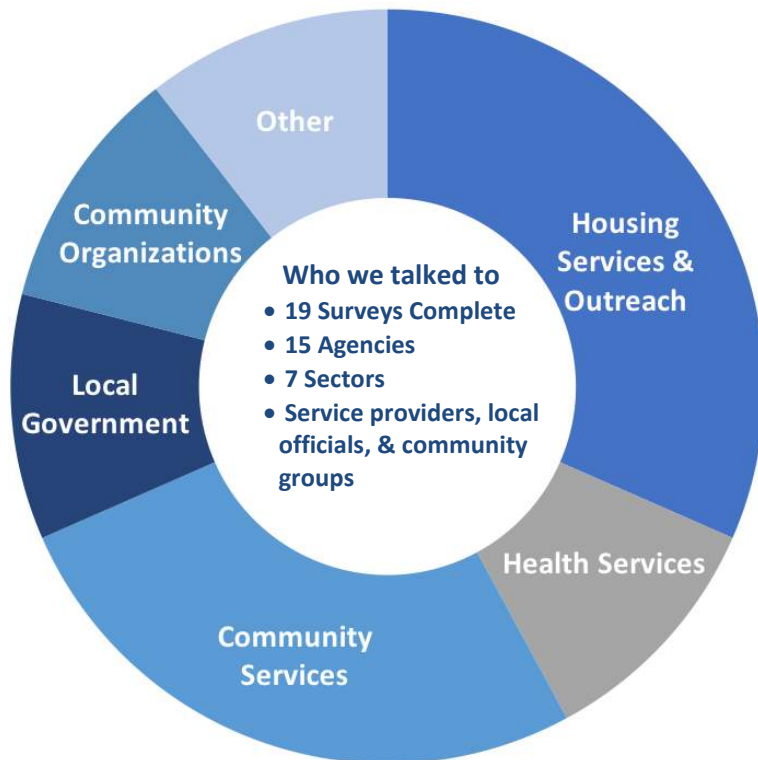 Other
Community
Organizations
Housing
Services &
Outreach
Who we talked to
• 19 Surveys Complete
• 15 Agencies
• 7 Sectors
• Service providers, local
officials, & community
groups
Local
Government
Health Services
Community
Services